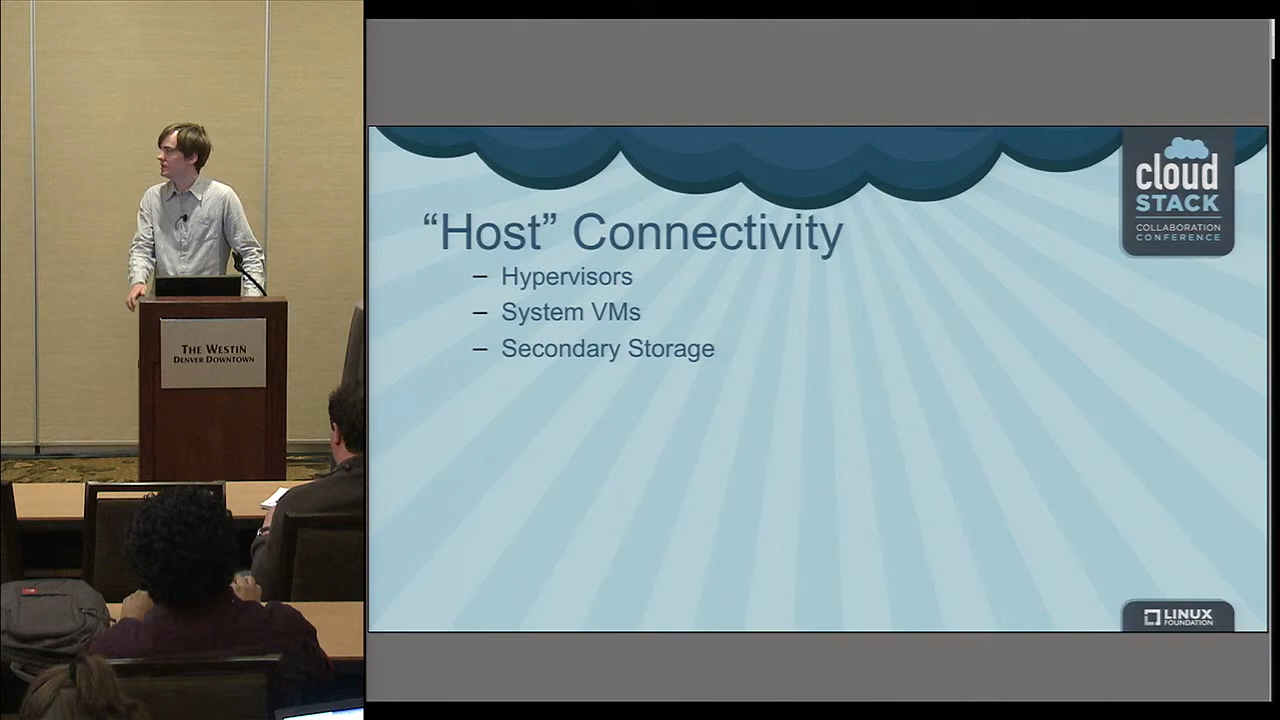 THE WESTIN
DENVER DOWNTOWN
“Host” Connectivity
– Hypervisors
– System VMs
– Secondary Storage
cloud
STACK
COLLABORATION
CONFERENCE
LINUX
FOUNDATION